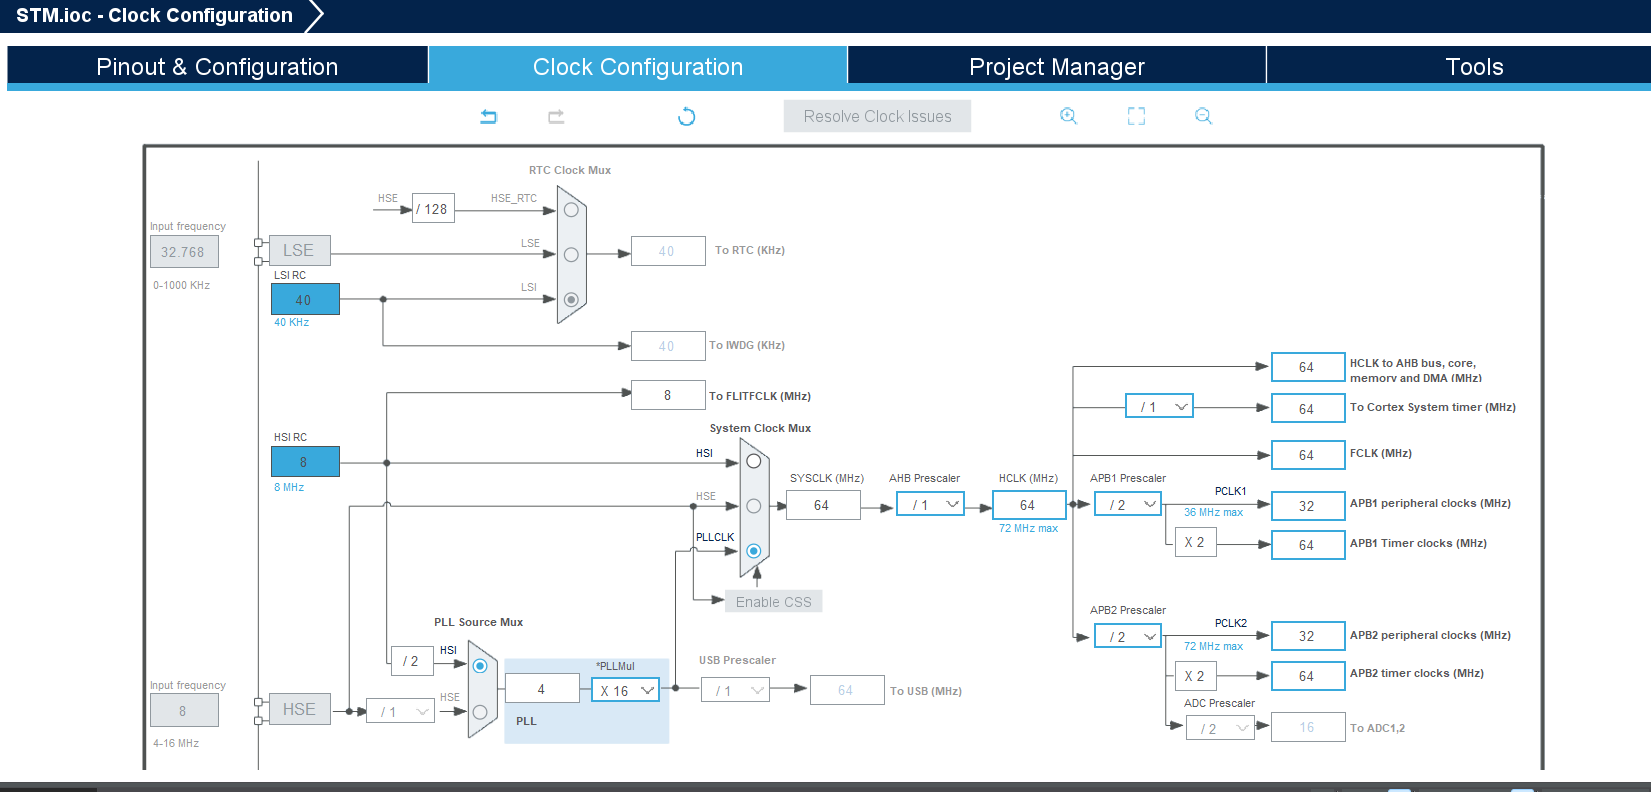 STM.ioc - Clock Configuration
Pinout & Configuration
Clock Configuration
Project Manager
Tools
Resolve Clock Issues
RTC Clock Mux
HSE
/ 128
HSE_RTC
Input frequency
32.768
0-1000 KHz
LSE
LSE
40
To RTC (KHz)
LSI RC
40
40 KHz
LSI
40
To IWDG (KHz)
8
To FLITFCLK (MHz)
System Clock Mux
HSI RC
8
8 MHz
HSI
HSE
PLLCLK
Enable CSS
SYSCLK (MHz)
64
AHB Prescaler
/ 1
HCLK (MHz)
64
72 MHz max
64
HCLK to AHB bus, core,
memory and DMA (MHz)
/ 1
64
To Cortex System timer (MHz)
64
FCLK (MHz)
APB1 Prescaler
/ 2
PCLK1
36 MHz max
32
APB1 peripheral clocks (MHz)
X 2
64
APB1 Timer clocks (MHz)
APB2 Prescaler
/ 2
PCLK2
72 MHz max
32
APB2 peripheral clocks (MHz)
X 2
64
APB2 timer clocks (MHz)
ADC Prescaler
/ 2
16
To ADC1,2
PLL Source Mux
/ 2
HSI
Input frequency
8
4-16 MHz
HSE
/ 1
HSE
4
*PLLMul
X 16
PLL
USB Prescaler
/ 1
64
To USB (MHz)